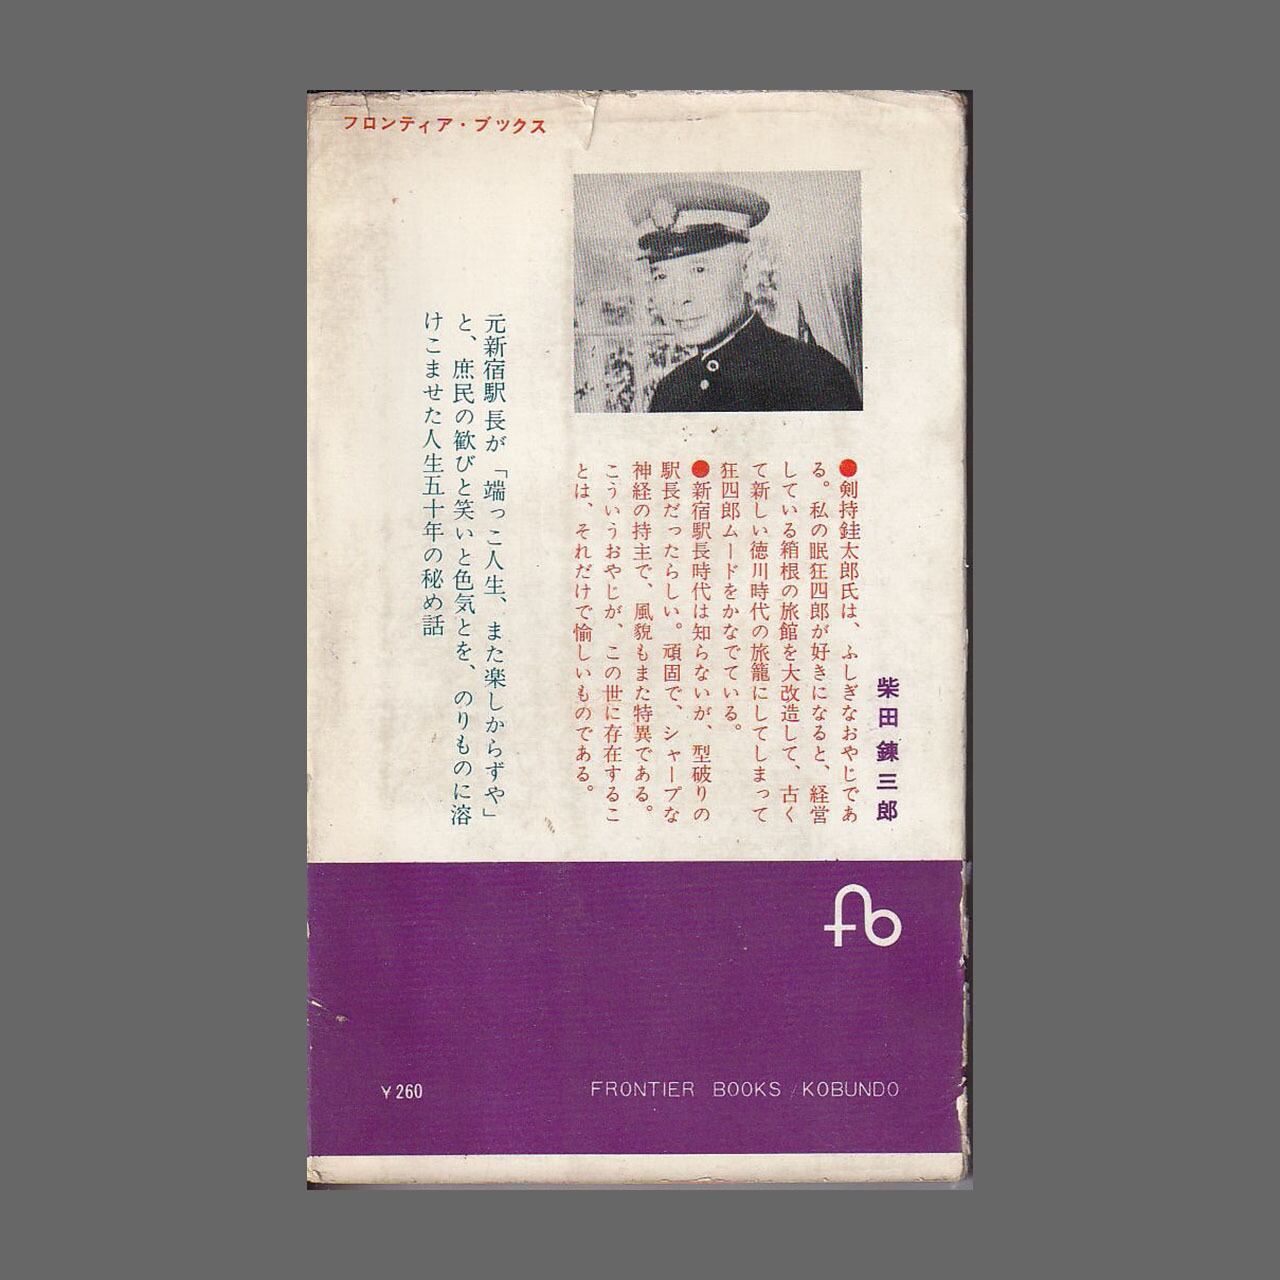 フロンティア・ブックス
柴田錬三郎
●剣持銈太郎氏は、ふしぎなおやじであ
る。私の眠狂四郎が好きになると、経営
している箱根の旅館を大改造して、古く
て新しい徳川時代の旅籠にしてしまって
狂四郎ムードをかなでている。
●新宿駅長時代は知らないが、型破りの
駅長だったらしい。頑固で、シャープな
神経の持主で、風貌もまた特異である。
こういうおやじが、この世に存在するこ
とは、それだけで愉しいものである。
元新宿駅長が「端っこ人生、また楽しからずや」
と、庶民の歓びと笑いと色気とを、のりものに溶
けこませた人生五十年の秘め話
fb
¥260
FRONTIER BOOKS / KOBUNDO